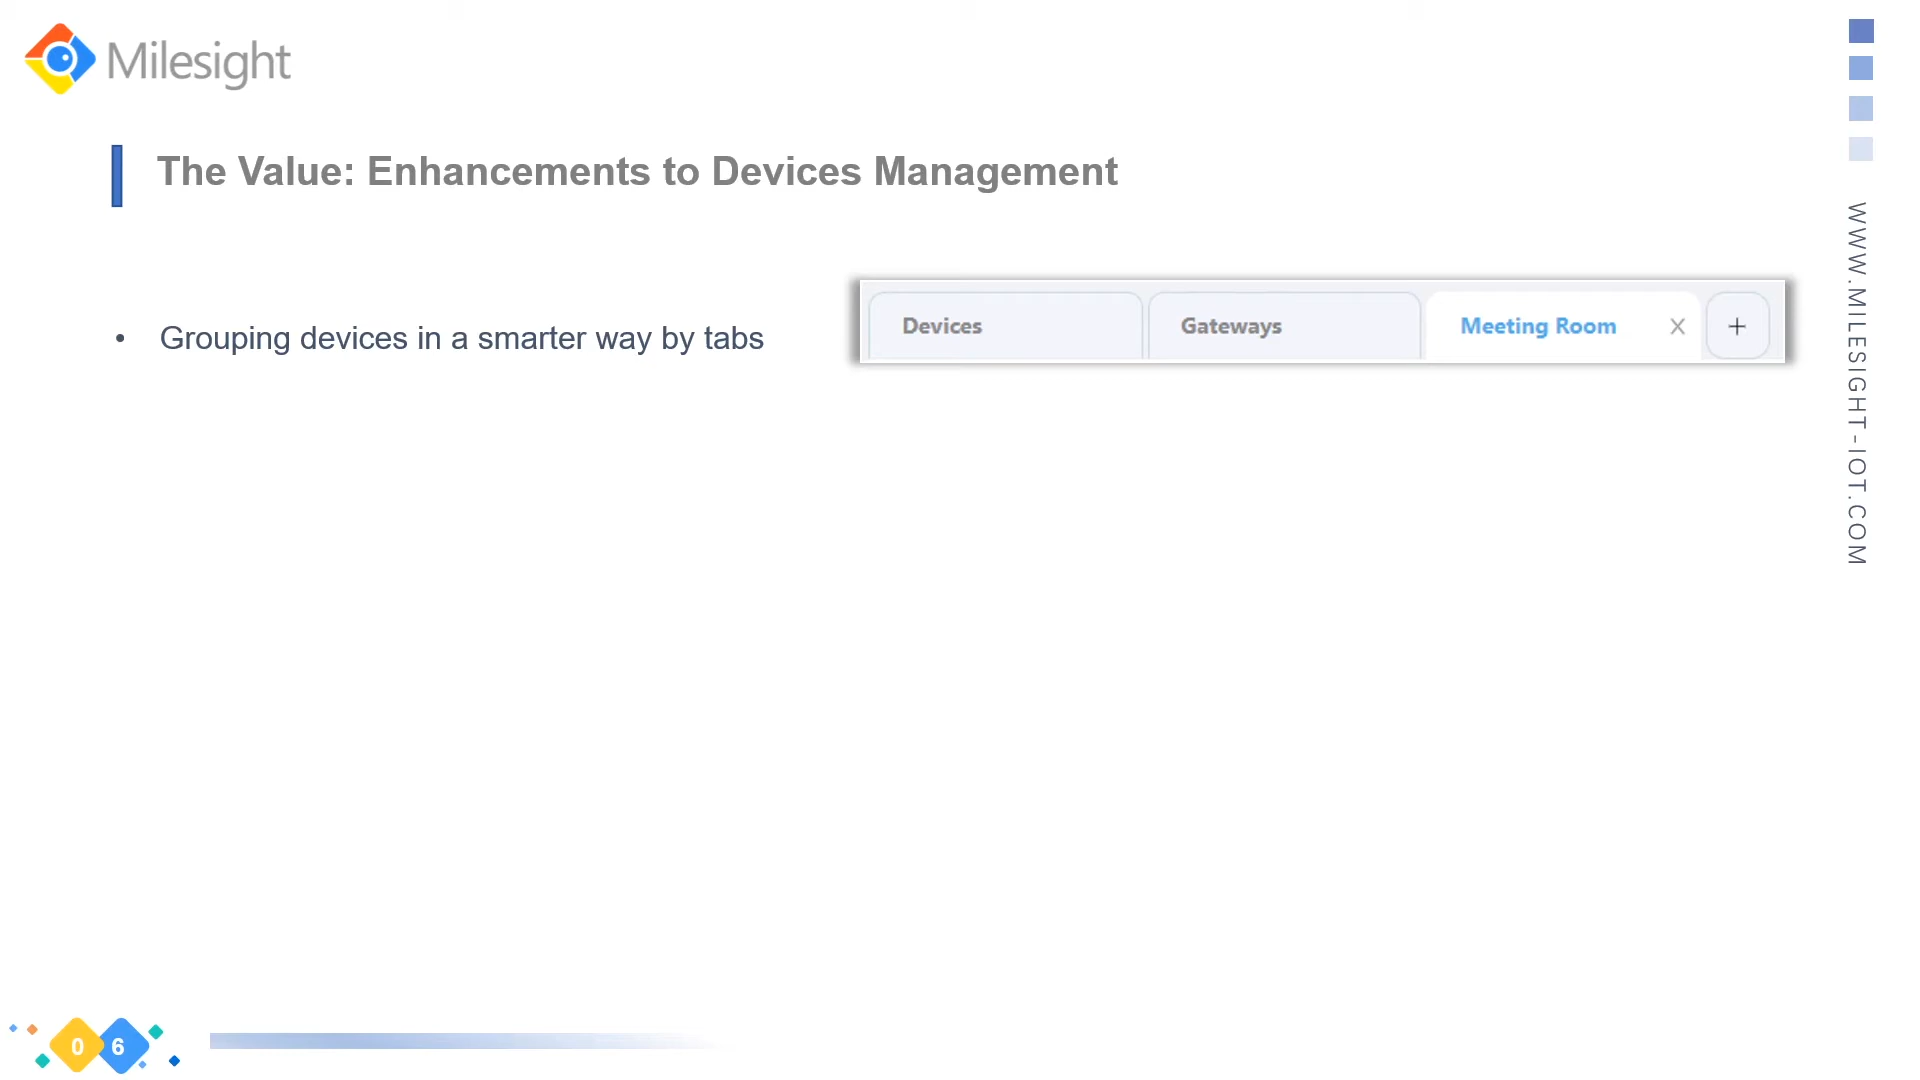 Milesight
The Value: Enhancements to Devices Management
• Grouping devices in a smarter way by tabs
Devices Gateways Meeting Room X +
WWW.MILESIGHT-IOT.COM
0 6